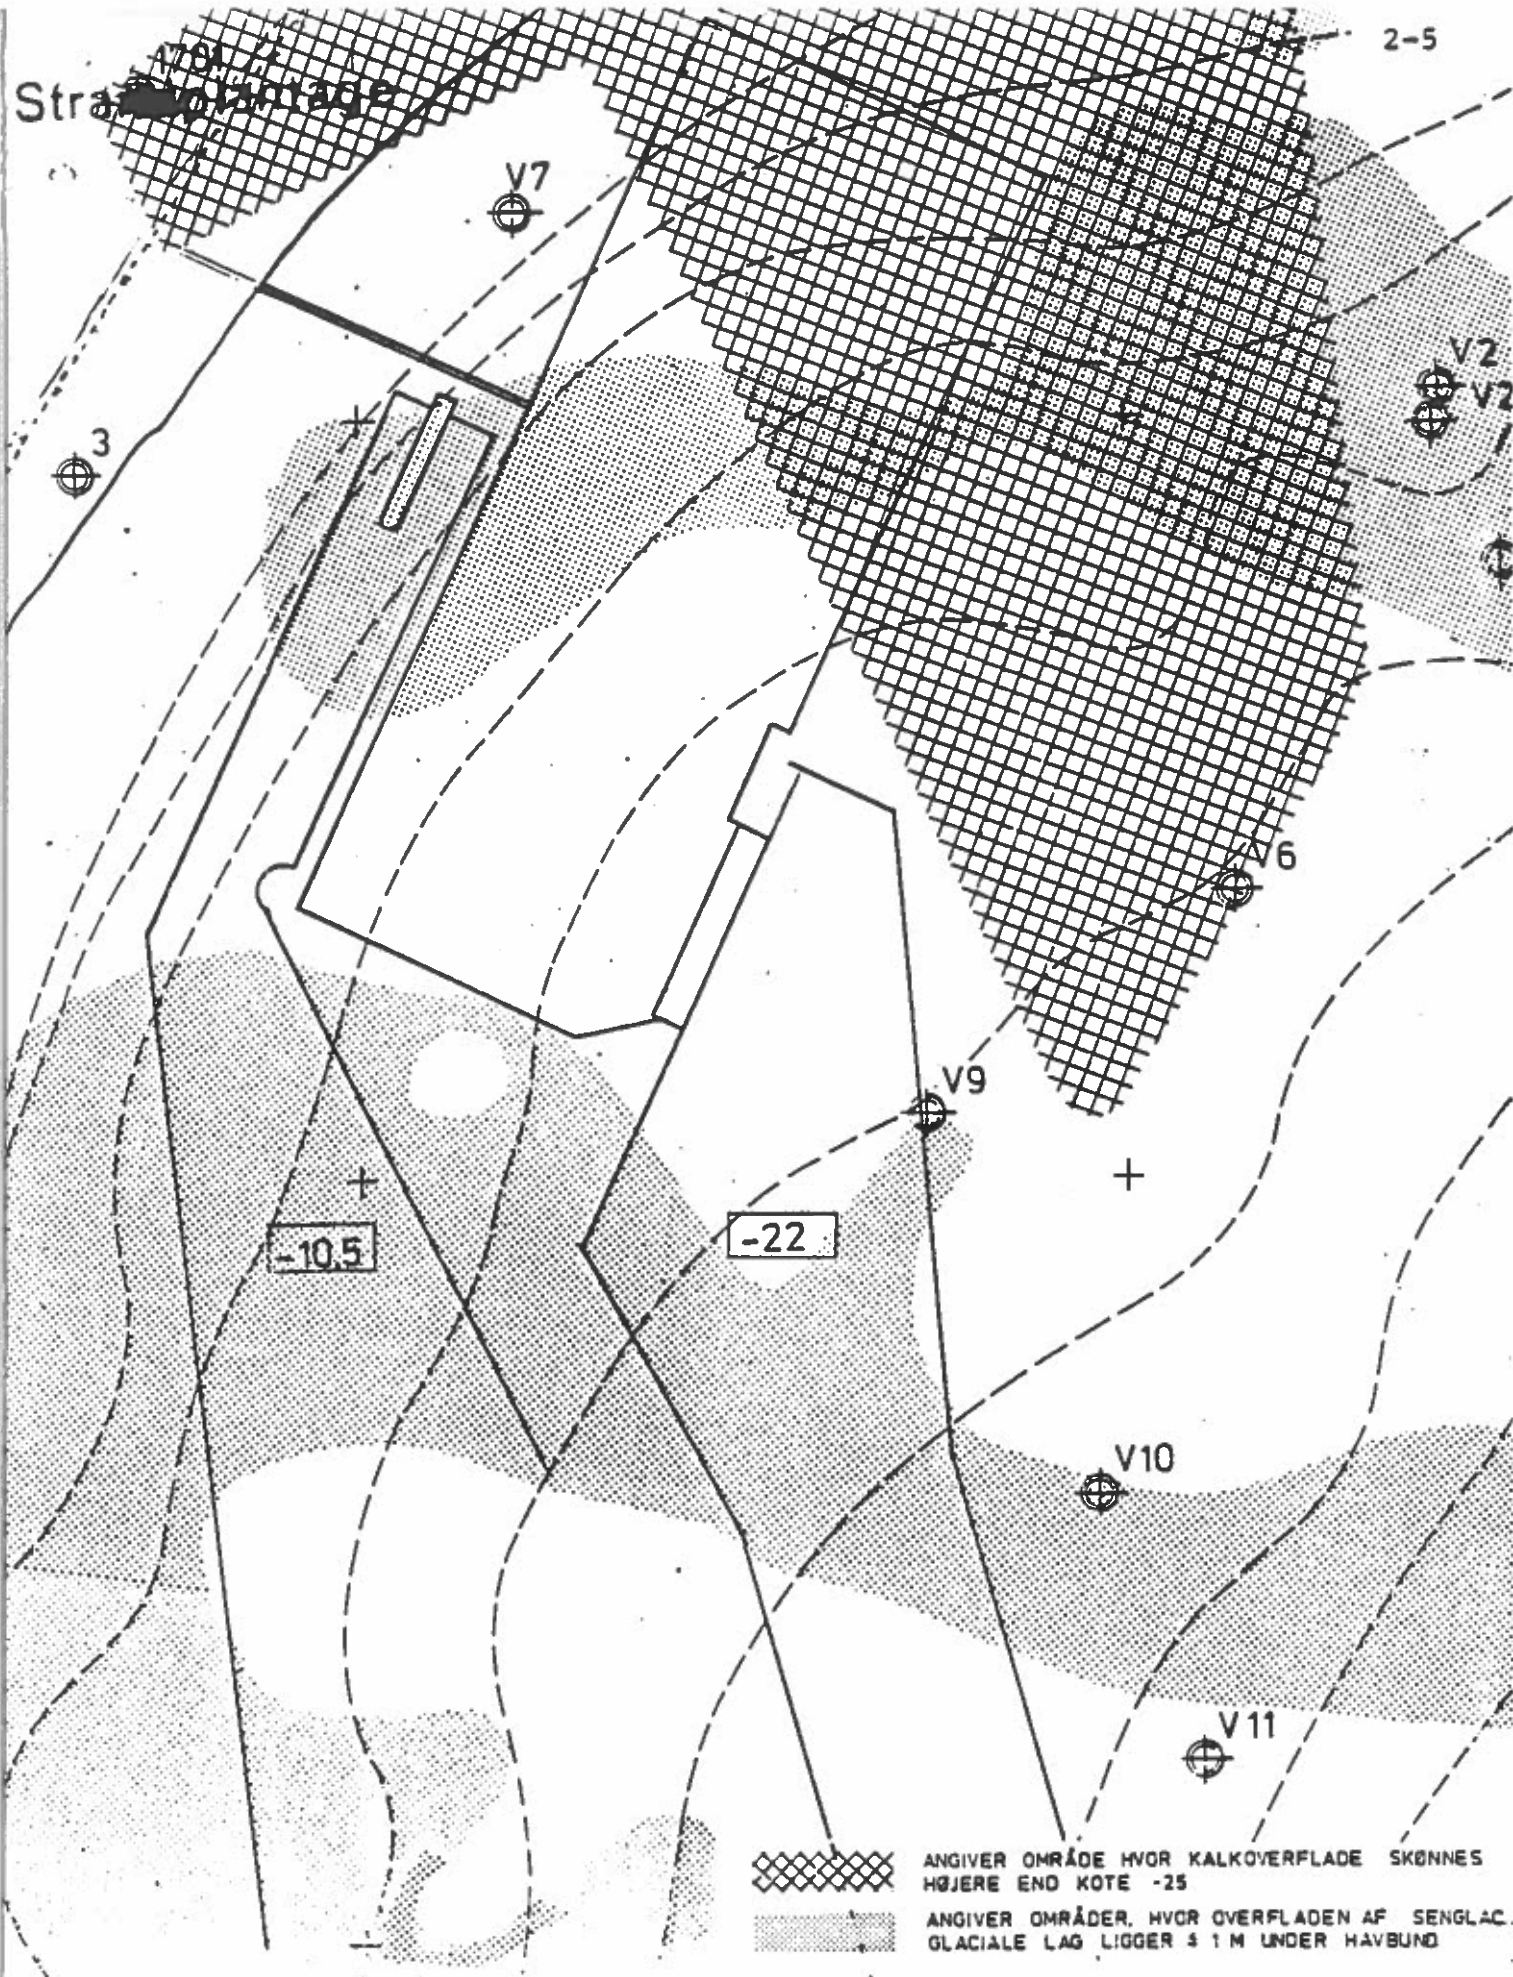 2-5
1781
V7
V2
V2
3
V6
V9
-10.5
-22
V10
V11
ANGIVER OMRÅDE HVOR KALKOVERFLADE SKØNNES
HØJERE END KOTE -25
ANGIVER OMRÅDER, HVOR OVERFLADEN AF SENGLAC.
GLACIALE LAG LIGGER ≤ 1 M UNDER HAVBUND